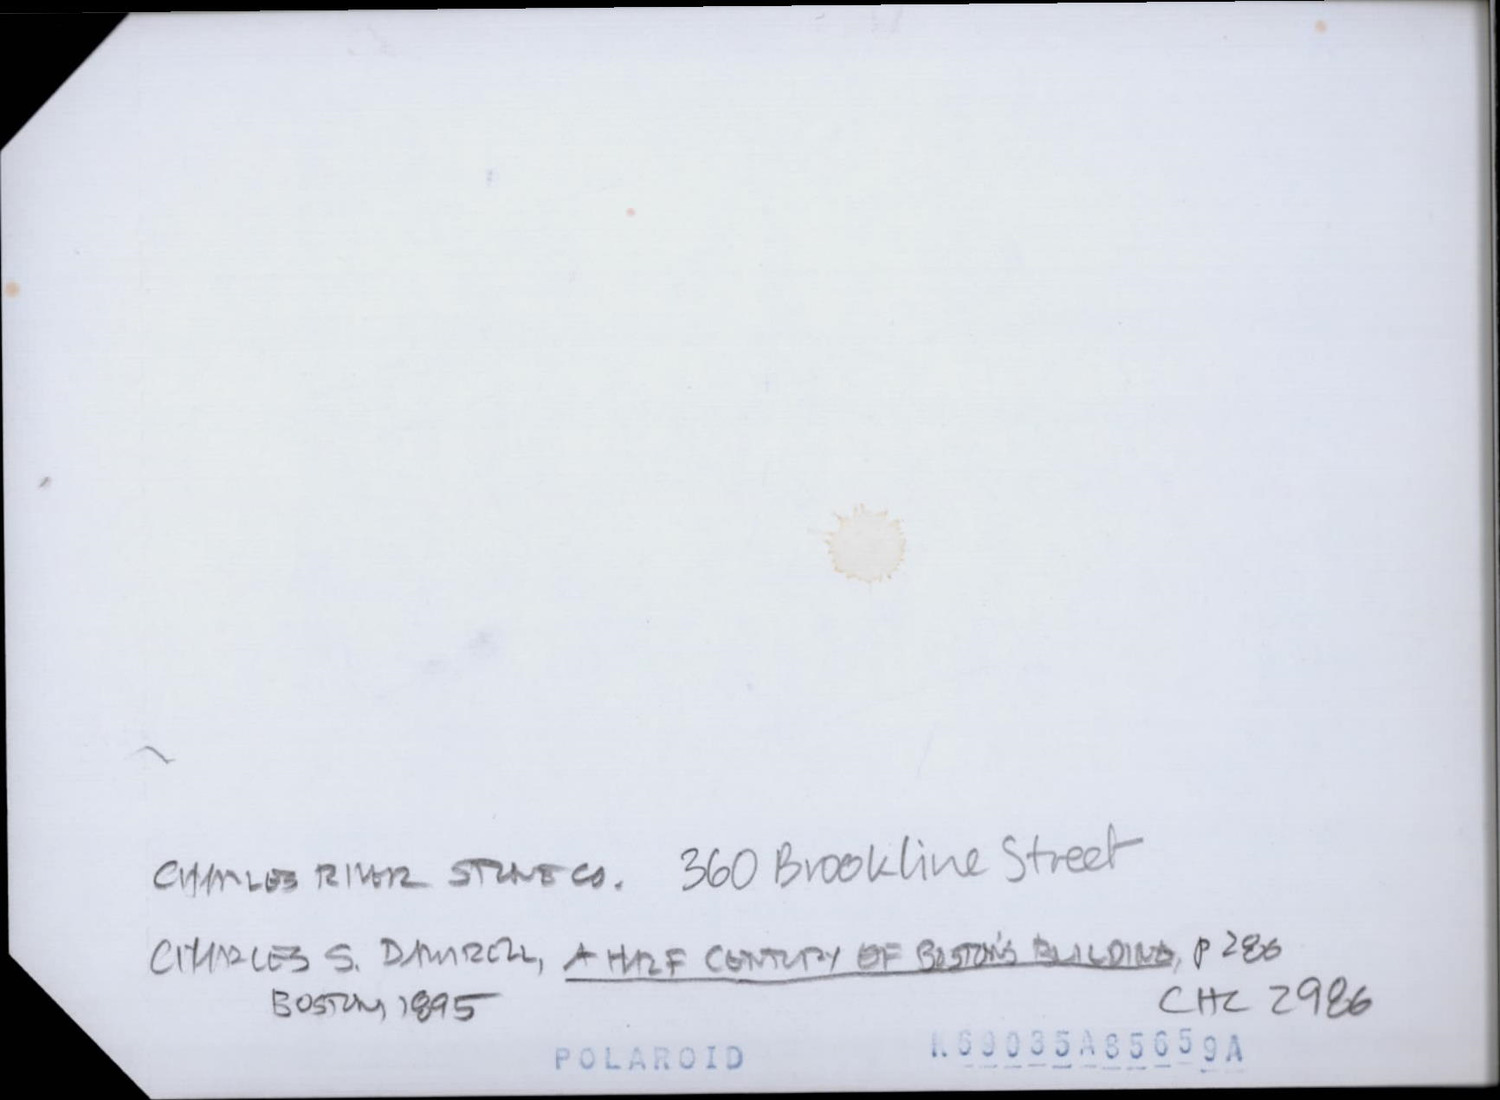 CHARLES RIVER STONE CO. 360 Brookline Street
CHARLES S. DAMRELL, A HALF CENTURY OF BOSTON'S BUILDING, p 286
BOSTON, 1895
CHC 2986
POLAROID